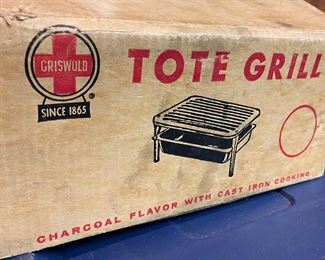 GRISWOLD
SINCE 1865
®
TOTE GRILL
CHARCOAL FLAVOR WITH CAST IRON COOKING